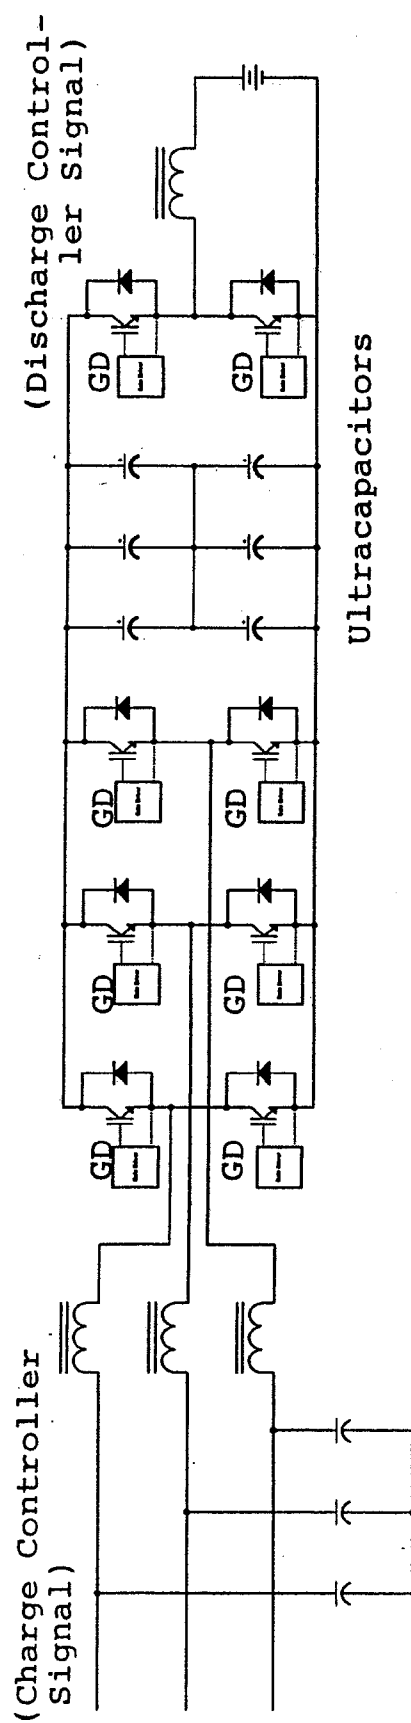 (Charge Controller
Signal)
(Discharge Control-
ler Signal)
GD
GD
GD
GD
GD
GD
GD
GD
Ultracapacitors